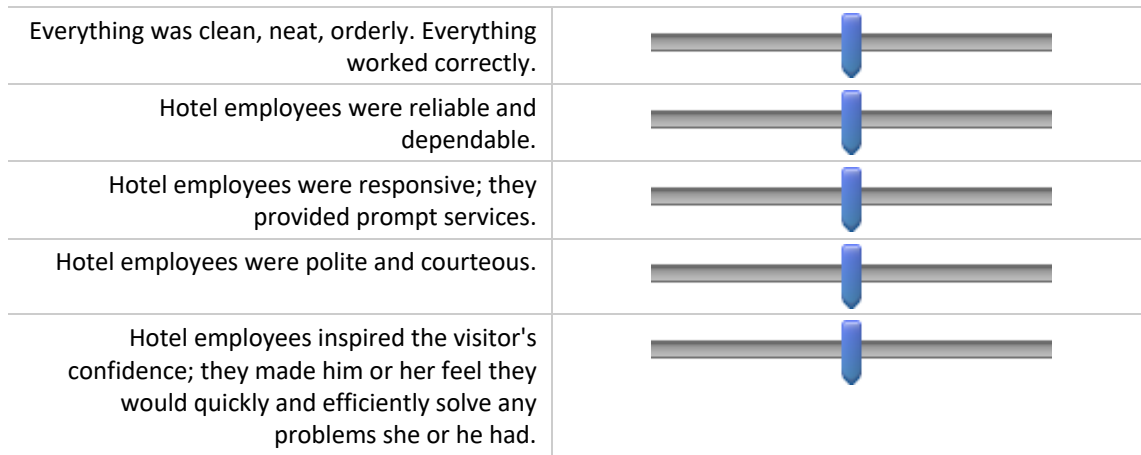 Everything was clean, neat, orderly. Everything
worked correctly.
Hotel employees were reliable and
dependable.
Hotel employees were responsive; they
provided prompt services.
Hotel employees were polite and courteous.
Hotel employees inspired the visitor's
confidence; they made him or her feel they
would quickly and efficiently solve any
problems she or he had.